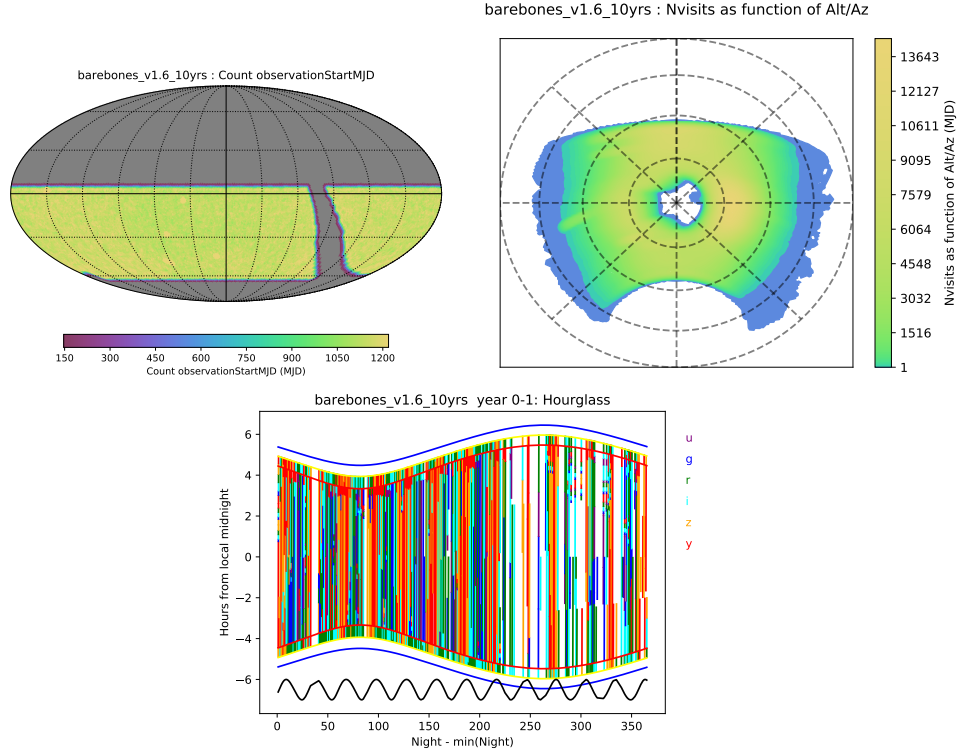 barebones_v1.6_10yrs : Nvisits as function of Alt/Az
barebones_v1.6_10yrs : Count observationStartMJD
150 300 450 600 750 900 1050 1200
Count observationStartMJD (MJD)
13643
12127
10611
9095
7579
6064
4548
3032
1516
1
Nvisits as function of Alt/Az (MJD)
barebones_v1.6_10yrs year 0-1: Hourglass
6
4
2
0
−2
−4
−6
Hours from local midnight
0 50 100 150 200 250 300 350
Night - min(Night)
u
g
r
i
z
y